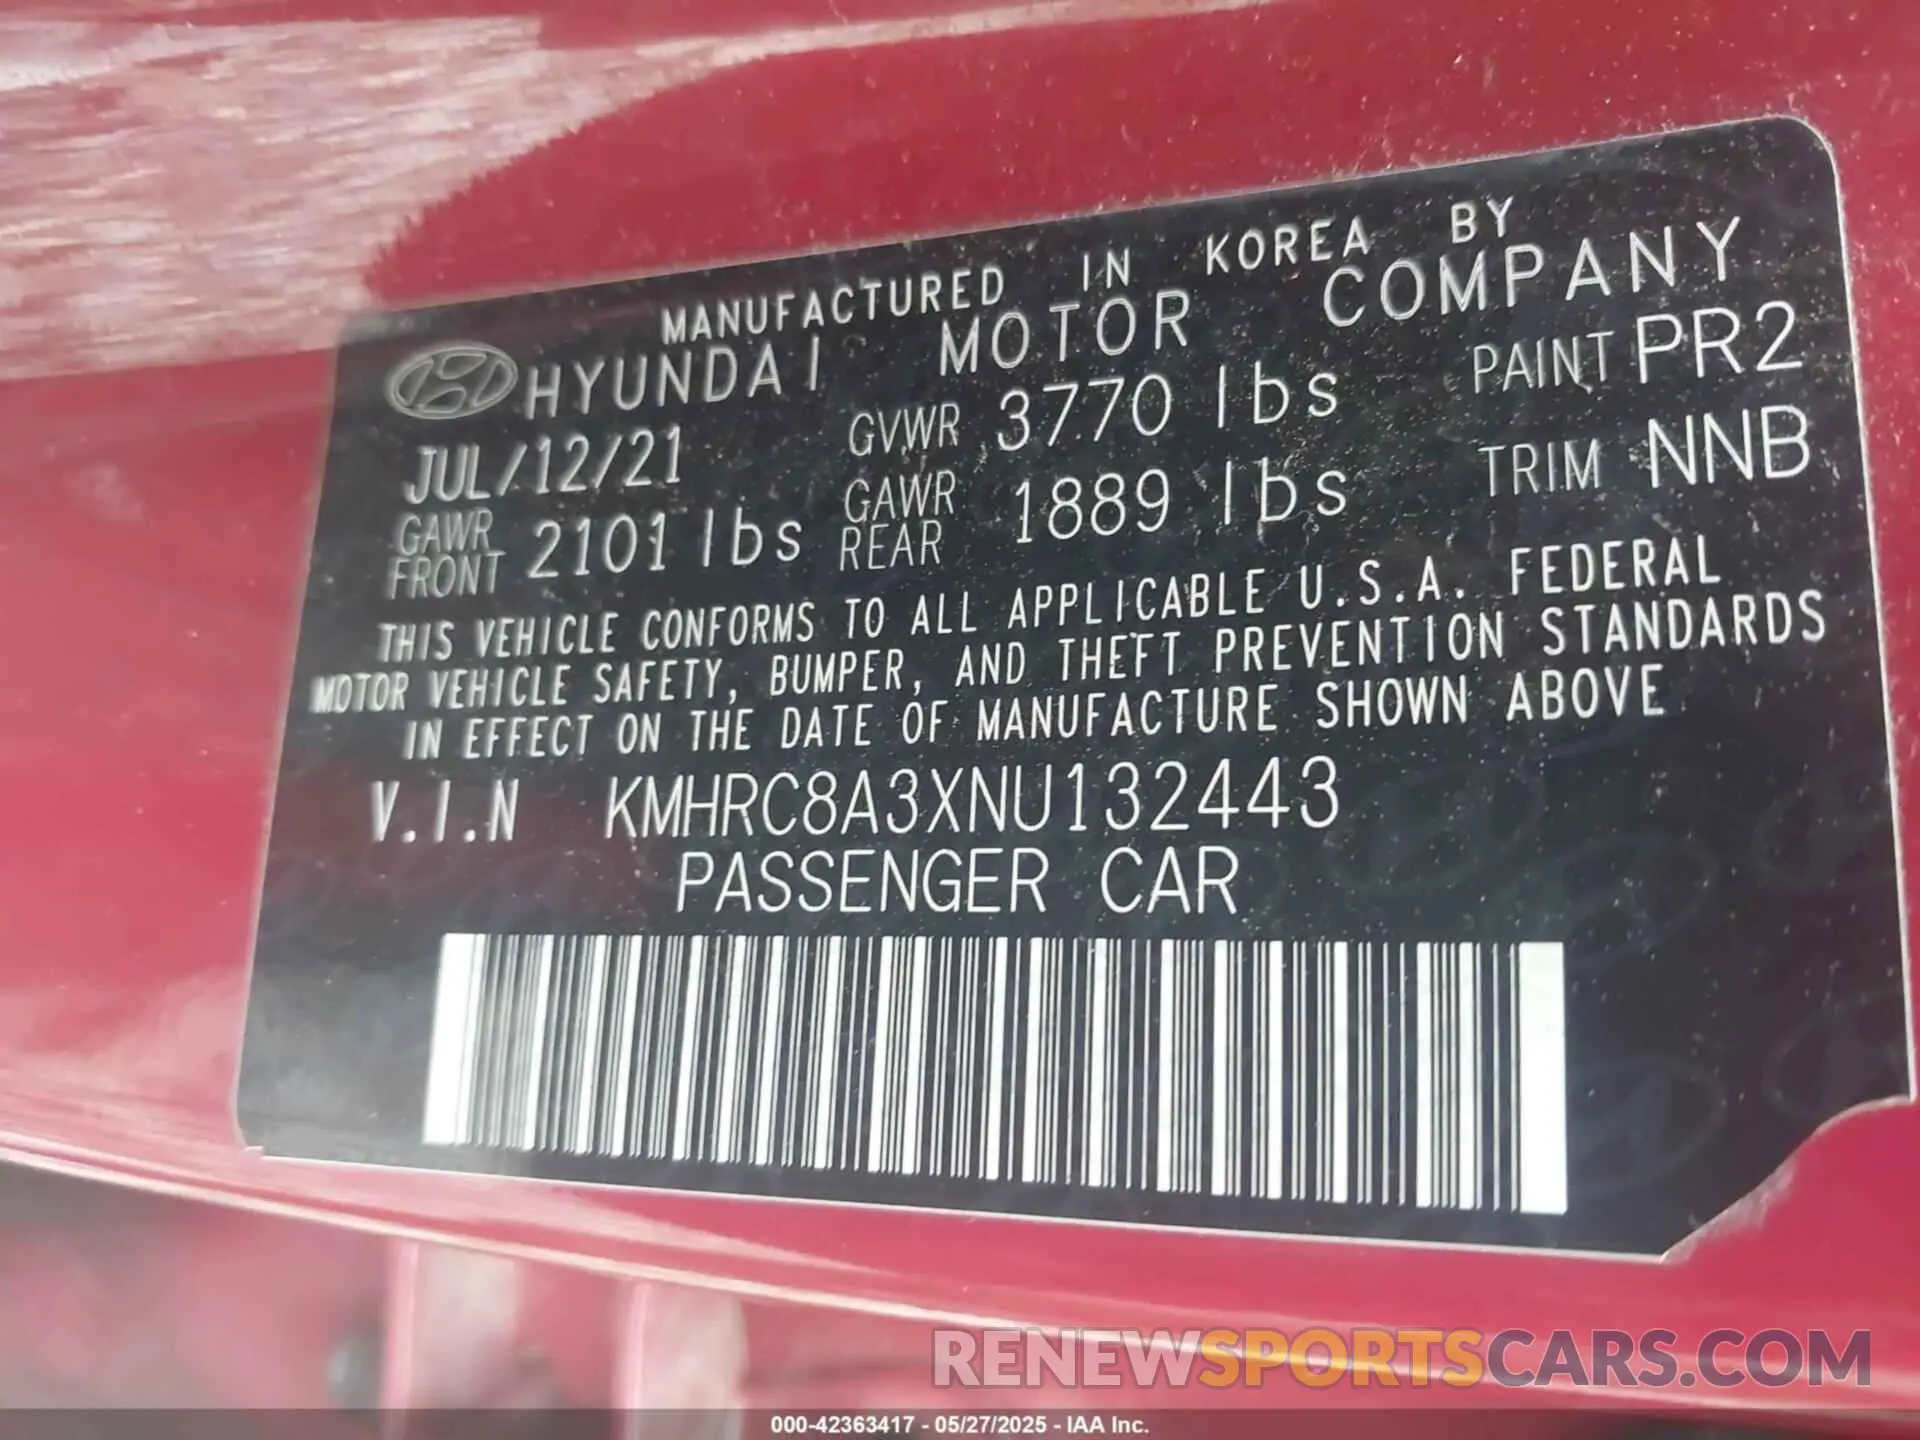 MANUFACTURED IN KOREA BY
HYUNDAI MOTOR COMPANY
JUL/12/21 GVWR 3770 lbs PAINT PR2
GAWR FRONT 2101 lbs GAWR REAR 1889 lbs TRIM NNB
THIS VEHICLE CONFORMS TO ALL APPLICABLE U.S.A. FEDERAL
MOTOR VEHICLE SAFETY, BUMPER, AND THEFT PREVENTION STANDARDS
IN EFFECT ON THE DATE OF MANUFACTURE SHOWN ABOVE
V.I.N KMHRC8A3XNU132443
PASSENGER CAR
RENEWSPORTSCARS.COM
000-42363417 - 05/27/2025 - IAA Inc.